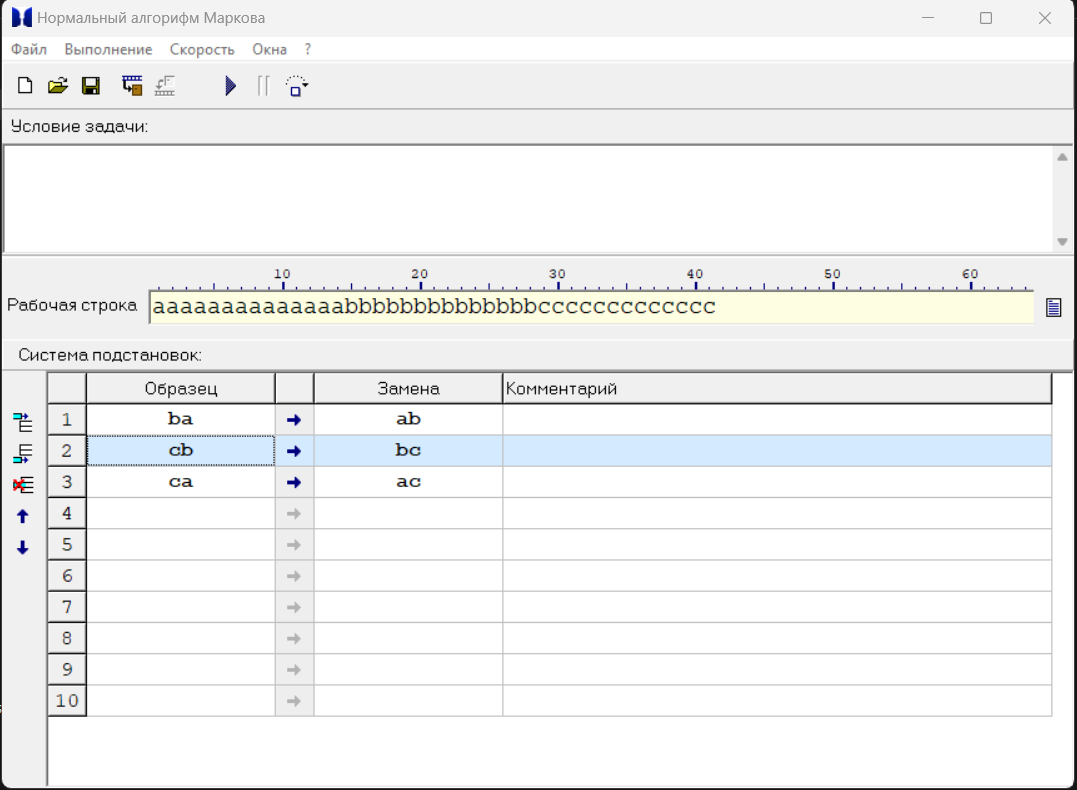 Нормальный алгорифм Маркова
Файл Выполнение Скорость Окна ?
Условие задачи:
10 20 30 40 50 60
Рабочая строка aaaaaaaaaaaaaabbbbbbbbbbbbbbccccccccccccc
Система подстановок:
Образец Замена Комментарий
1 ba ➔ ab
2 cb ➔ bc
3 ca ➔ ac
4 ➔
5 ➔
6 ➔
7 ➔
8 ➔
9 ➔
10 ➔